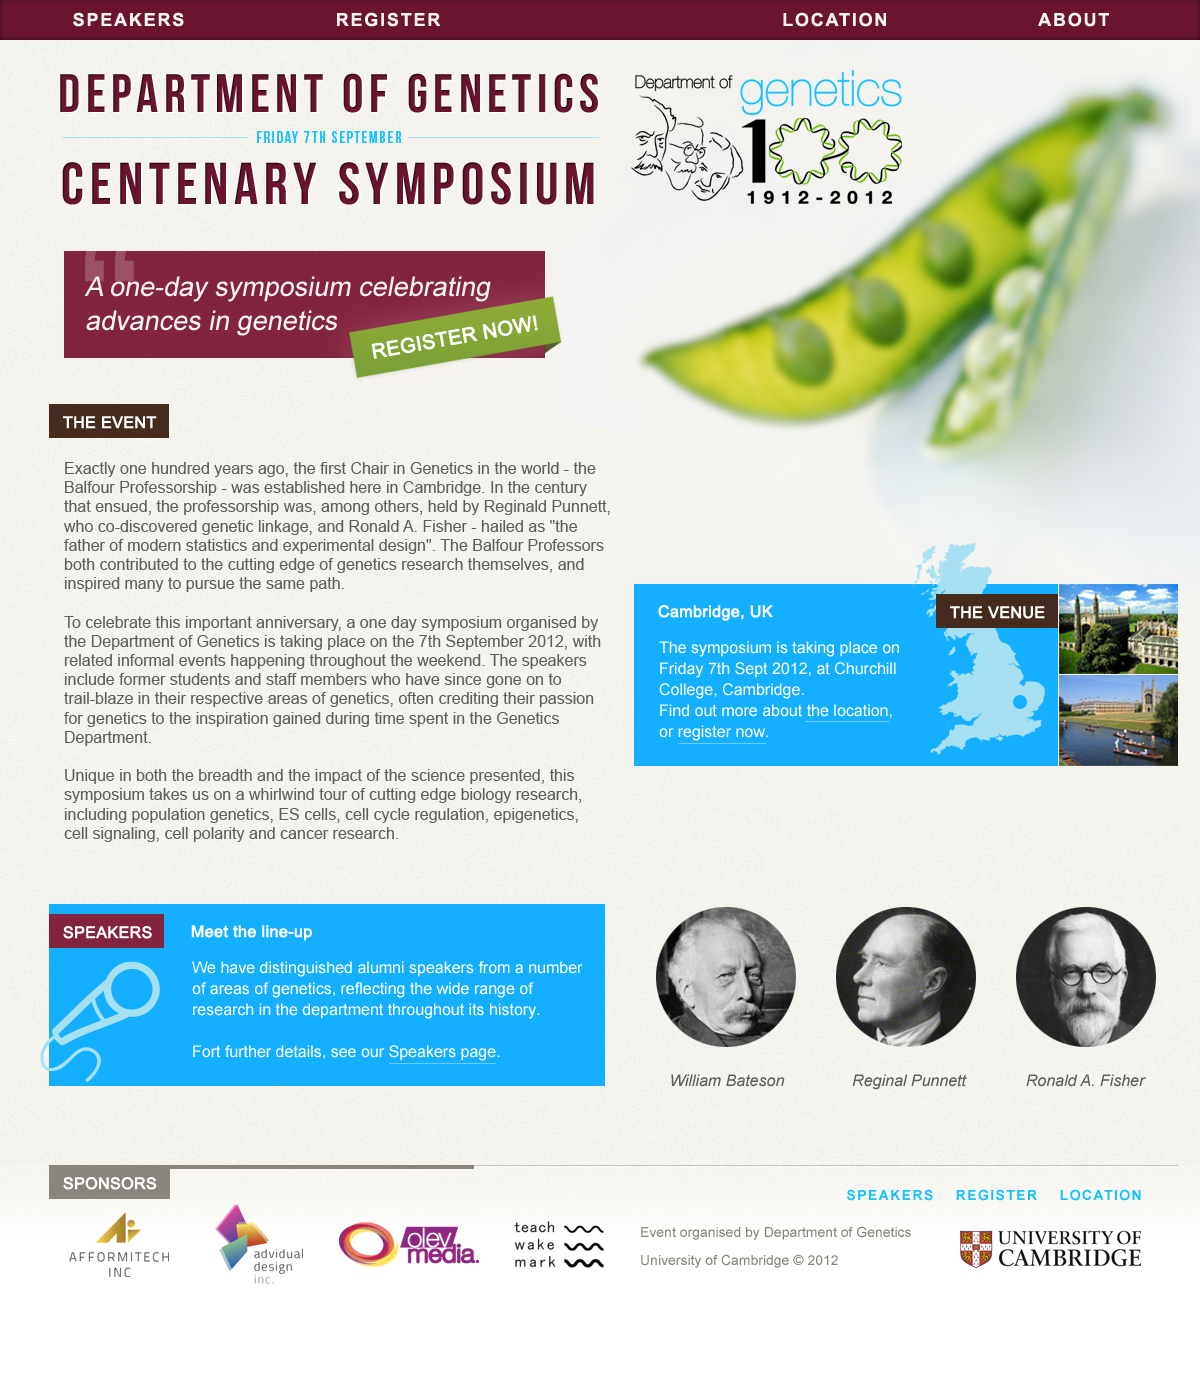 SPEAKERS
REGISTER
LOCATION
ABOUT
DEPARTMENT OF GENETICS
FRIDAY 7TH SEPTEMBER
CENTENARY SYMPOSIUM
Department of genetics
100
1912-2012
“
A one-day symposium celebrating
advances in genetics
REGISTER NOW!
THE EVENT
Exactly one hundred years ago, the first Chair in Genetics in the world - the
Balfour Professorship - was established here in Cambridge. In the century
that ensued, the professorship was, among others, held by Reginald Punnett,
who co-discovered genetic linkage, and Ronald A. Fisher - hailed as "the
father of modern statistics and experimental design". The Balfour Professors
both contributed to the cutting edge of genetics research themselves, and
inspired many to pursue the same path.
To celebrate this important anniversary, a one day symposium organised by
the Department of Genetics is taking place on the 7th September 2012, with
related informal events happening throughout the weekend. The speakers
include former students and staff members who have since gone on to
trail-blaze in their respective areas of genetics, often crediting their passion
for genetics to the inspiration gained during time spent in the Genetics
Department.
Unique in both the breadth and the impact of the science presented, this
symposium takes us on a whirlwind tour of cutting edge biology research,
including population genetics, ES cells, cell cycle regulation, epigenetics,
cell signaling, cell polarity and cancer research.
Cambridge, UK
THE VENUE
The symposium is taking place on
Friday 7th Sept 2012, at Churchill
College, Cambridge.
Find out more about the location,
or register now.
SPEAKERS
Meet the line-up
We have distinguished alumni speakers from a number
of areas of genetics, reflecting the wide range of
research in the department throughout its history.
Fort further details, see our Speakers page.
William Bateson
Reginal Punnett
Ronald A. Fisher
SPONSORS
AFFORMITECH
INC
advidual
design
inc.
olev
media.
teach
wake
mark
SPEAKERS
REGISTER
LOCATION
Event organised by Department of Genetics
University of Cambridge © 2012
UNIVERSITY OF
CAMBRIDGE